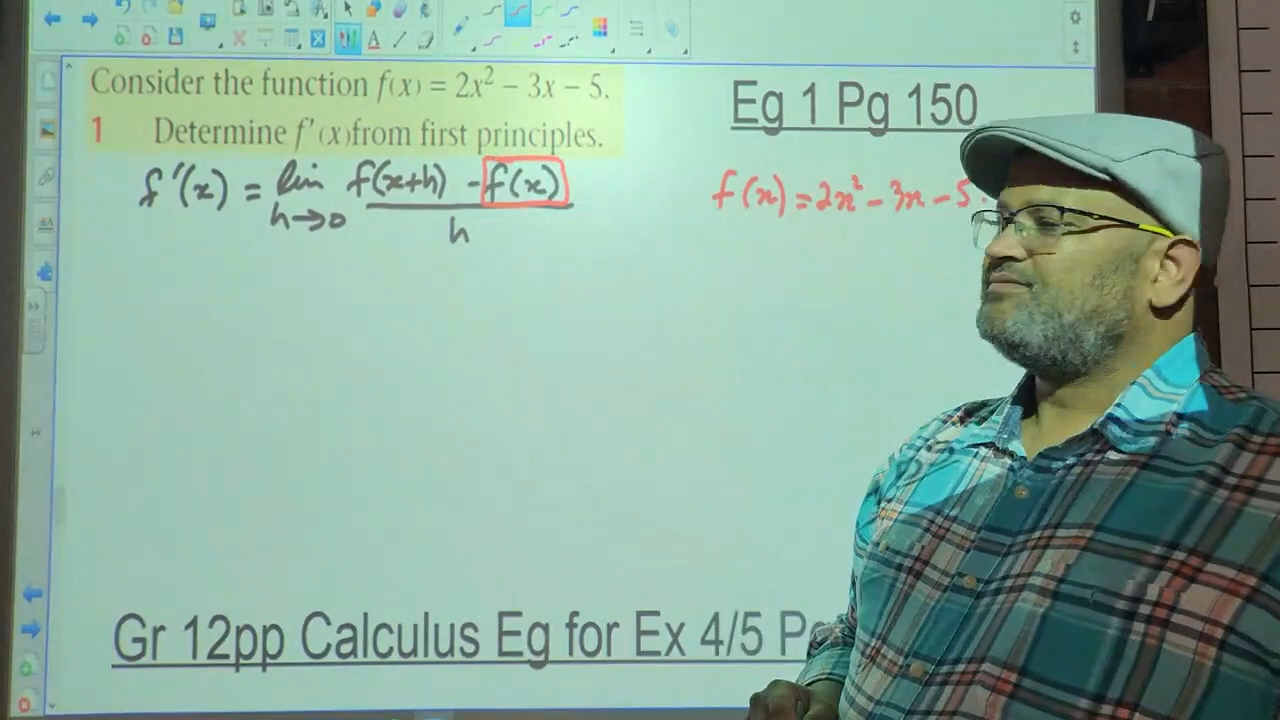 Consider the function f(x) = 2x² − 3x − 5.
1 Determine f'(x)from first principles.
Eg 1 Pg 150
f'(x) = lim h→0 f(x+h) - f(x) / h
f(x) = 2x² - 3x - 5
Gr 12pp Calculus Eg for Ex 4/5